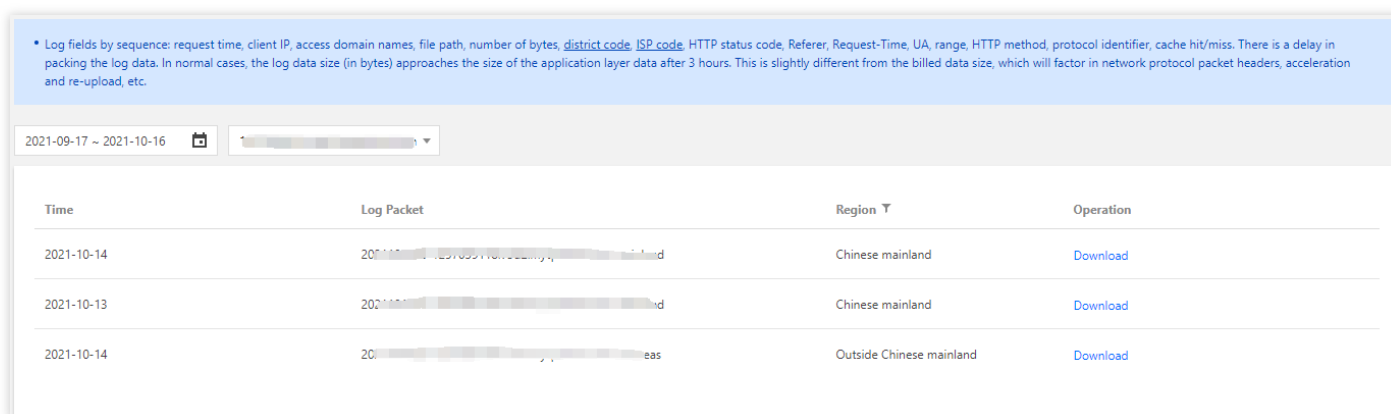 • Log fields by sequence: request time, client IP, access domain names, file path, number of bytes, district code, ISP code, HTTP status code, Referer, Request-Time, UA, range, HTTP method, protocol identifier, cache hit/miss. There is a delay in
packing the log data. In normal cases, the log data size (in bytes) approaches the size of the application layer data after 3 hours. This is slightly different from the billed data size, which will factor in network protocol packet headers, acceleration
and re-upload, etc.
2021-09-17 ~ 2021-10-16
Time Log Packet Region Operation
2021-10-14 Chinese mainland Download
2021-10-13 Chinese mainland Download
2021-10-14 Outside Chinese mainland Download